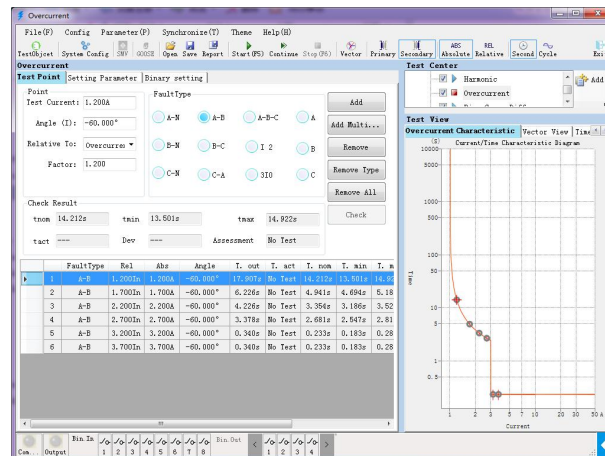 Overcurrent
File(F) Config Parameter(P) Synchronize(T) Theme Help(H)
TestObject System Config SMV GOOSE Open Save Report Start(F5) Continue Stop(F6) Vector Primary Secondary Absolute Relative Second Cycle Exi
ABS REL
Overcurrent
Test Point Setting Parameter Binary setting
Point
Test Current: 1.200A
Angle (I): -60.000°
Relative To: Overcurren
Factor: 1.200
FaultType
A-N A-B A-B-C A
B-N B-C I 2 B
C-N C-A 3I0 C
Add
Add Multi...
Remove
Remove Type
Remove All
Check
Check Result
tnom 14.212s tmin 13.501s tmax 14.922s
tact --- Dev --- Assessment No Test
FaultType Rel Abs Angle T. out T. act T. nom T. min T. m
1 A-B 1.200In 1.200A -60.000° 17.907s No Test 14.212s 13.501s 14.92
2 A-B 1.700In 1.700A -60.000° 6.226s No Test 4.941s 4.694s 5.18
3 A-B 2.200In 2.200A -60.000° 4.226s No Test 3.354s 3.186s 3.52
4 A-B 2.700In 2.700A -60.000° 3.378s No Test 2.681s 2.547s 2.81
5 A-B 3.200In 3.200A -60.000° 0.340s No Test 0.233s 0.183s 0.28
6 A-B 3.700In 3.700A -60.000° 0.340s No Test 0.233s 0.183s 0.28
Test Center
Harmonic
Overcurrent
Add
Test View
Overcurrent Characteristic Vector View Time
Current/Time Characteristic Diagram
(S)
10000
5000
1000
500
100
50
10
5
1
0.5
Time
1 3 5 7 10 20 30 50 A
Current
Com... Output
Bin. In
1 2 3 4 5 6 7 8
Bin. Out
1 2 3 4